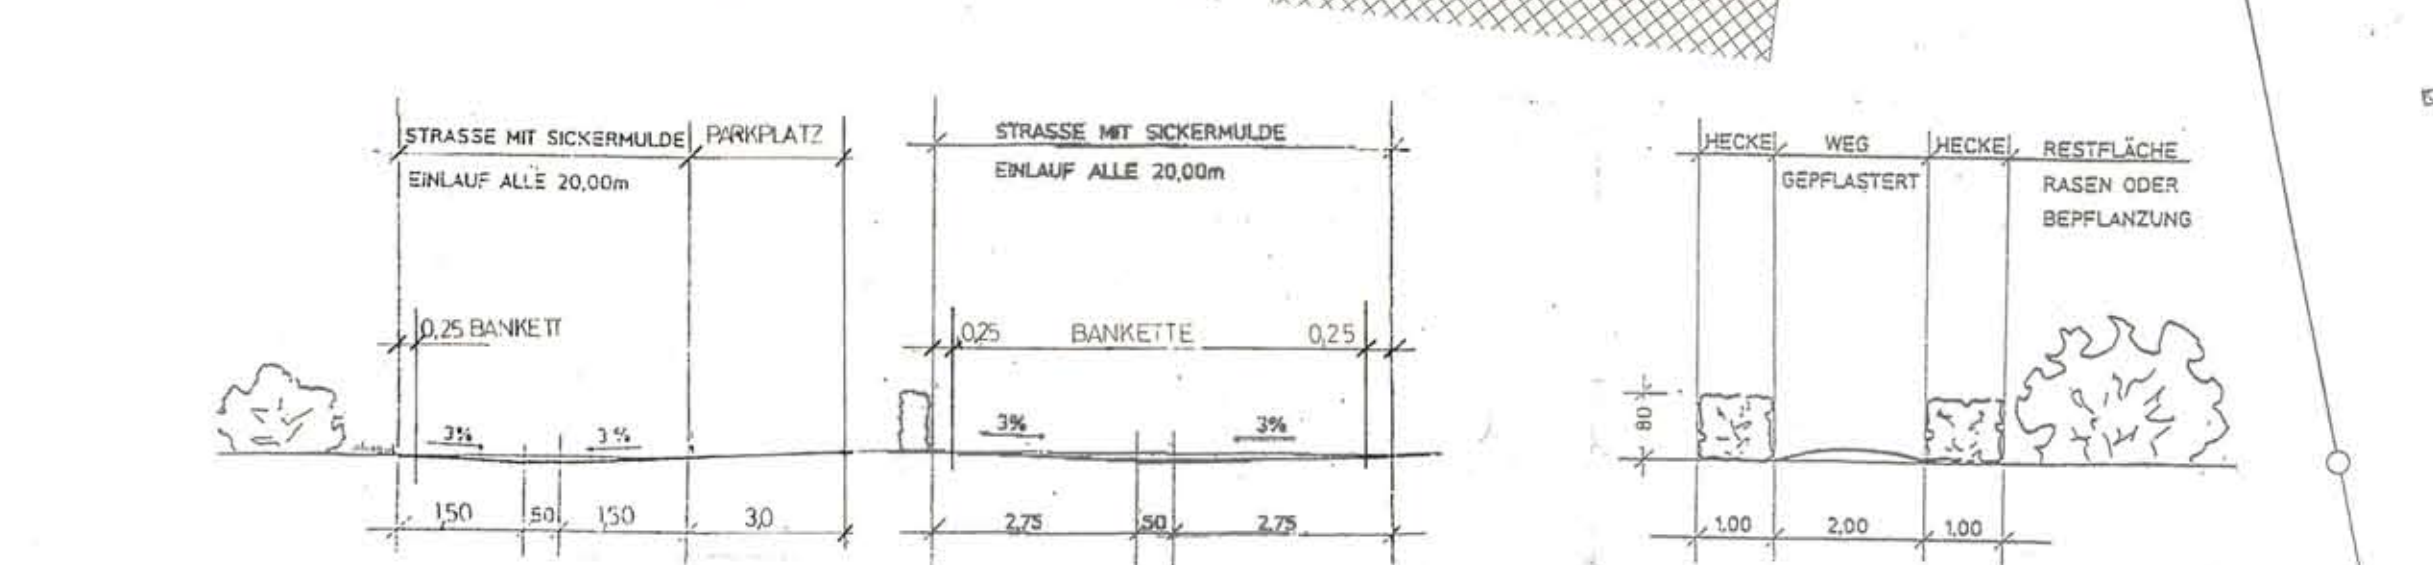 STRASSE MIT SICKERMULDE
PARKPLATZ
EINLAUF ALLE 20,00m
0,25 BANKETT
3%
3%
1,50
50
1,50
3,0
STRASSE MIT SICKERMULDE
EINLAUF ALLE 20,00m
0,25
BANKETTE
0,25
3%
3%
2,75
50
2,75
HECKE
WEG
HECKE
RESTFLÄCHE
GEPFLASTERT
RASEN ODER
BEPFLANZUNG
80
1,00
2,00
1,00